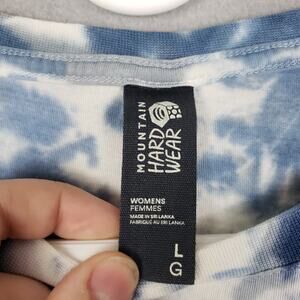 MOUNTAIN
HARD
WEAR
WOMENS
FEMMES
MADE IN SRI LANKA
FABRIQUÉ AU SRI LANKA
L
G